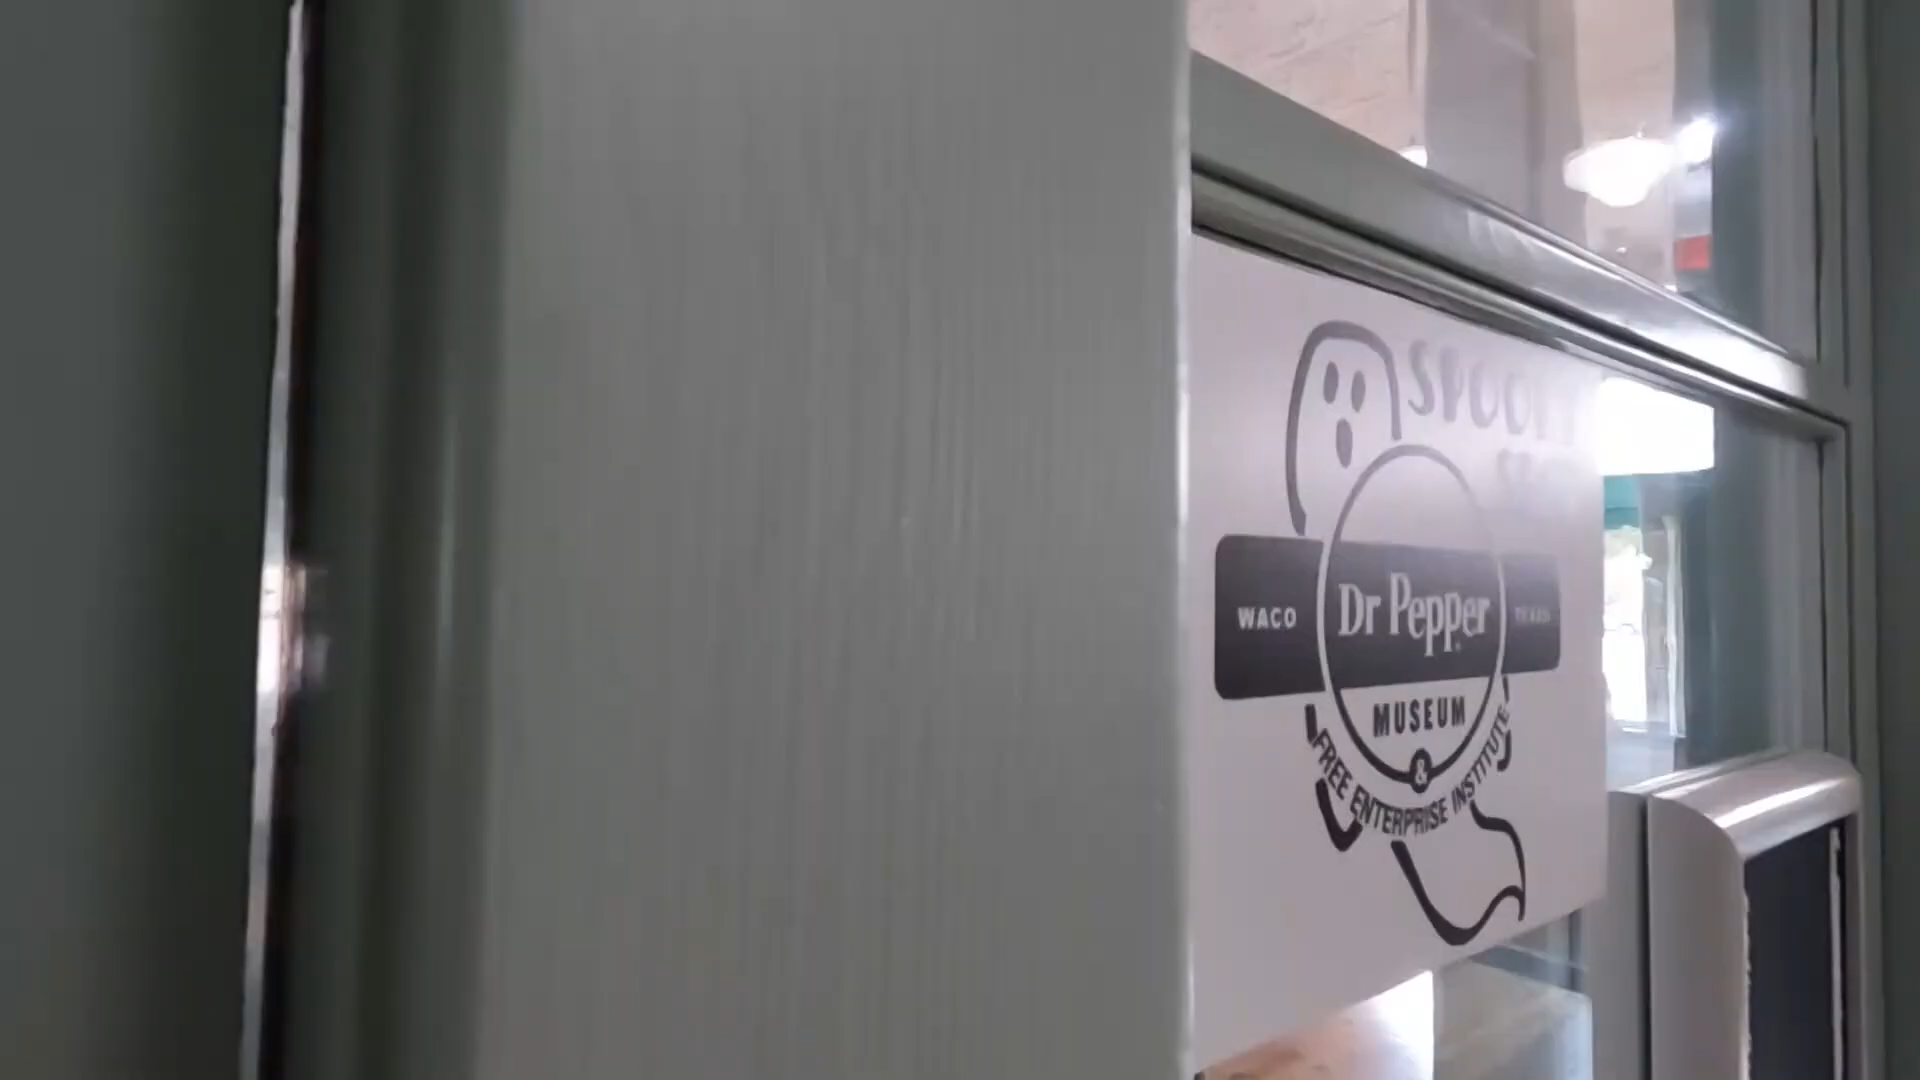 WACO
Dr Pepper
TEXAS
MUSEUM
&
FREE ENTERPRISE INSTITUTE